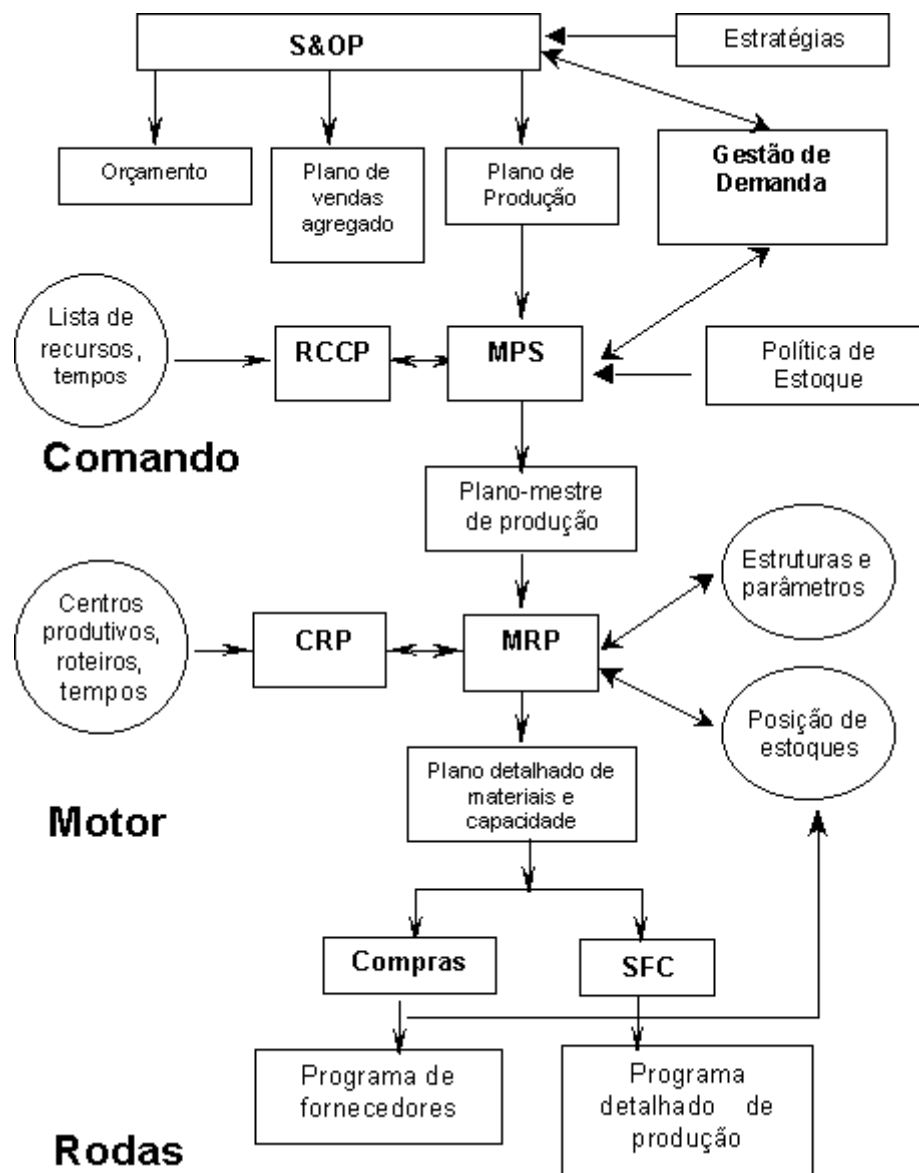 S&OP
Estratégias
Orçamento
Plano de
vendas
agregado
Plano de
Produção
Gestão de
Demanda
Lista de
recursos,
tempos
RCCP
MPS
Política de
Estoque
Comando
Plano-mestre
de produção
Estruturas e
parâmetros
Centros
produtivos,
roteiros,
tempos
CRP
MRP
Posição de
estoques
Plano detalhado de
materiais e
capacidade
Motor
Compras
SFC
Programa de
fornecedores
Programa
detalhado de
produção
Rodas